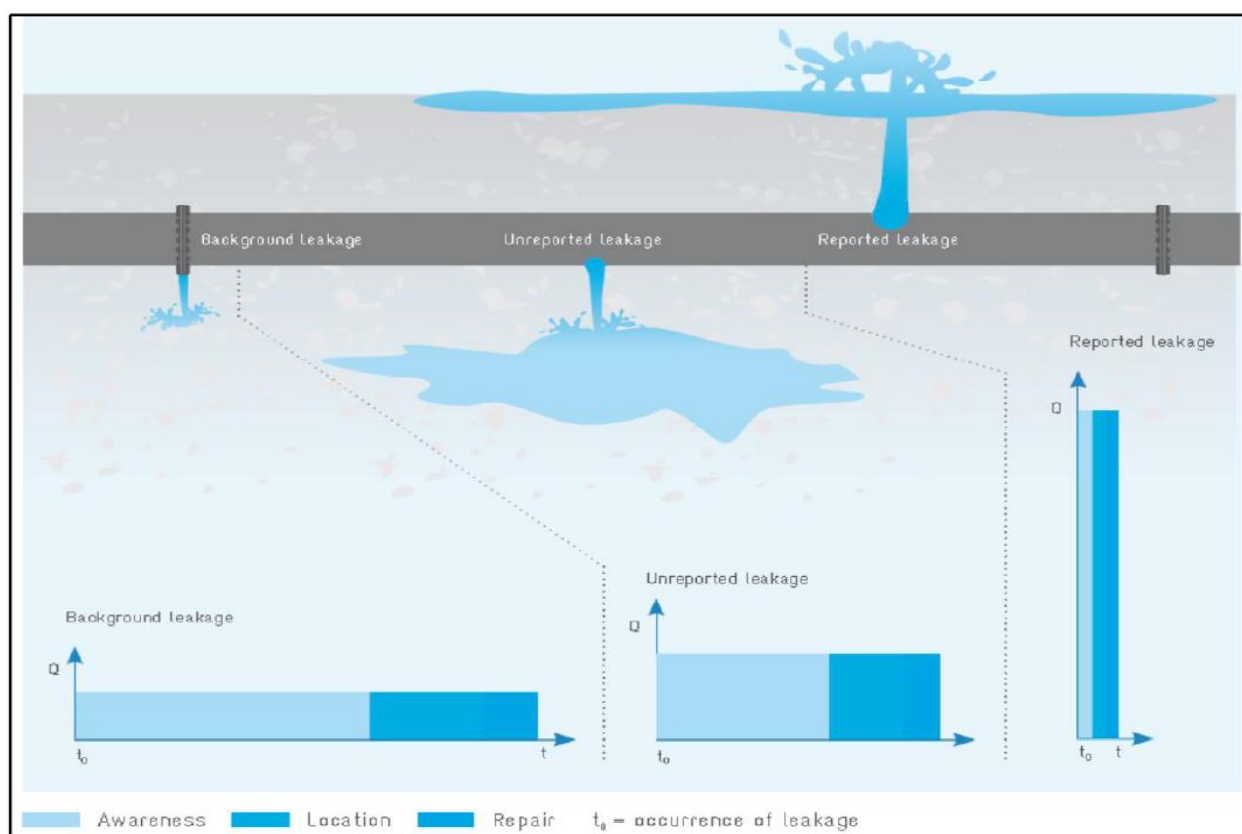 Background leakage
Unreported leakage
Reported leakage
Reported leakage
Q
t₀
t
Unreported leakage
Q
t₀
Background leakage
Q
t₀
t
Awareness Location Repair t₀ = occurrence of leakage